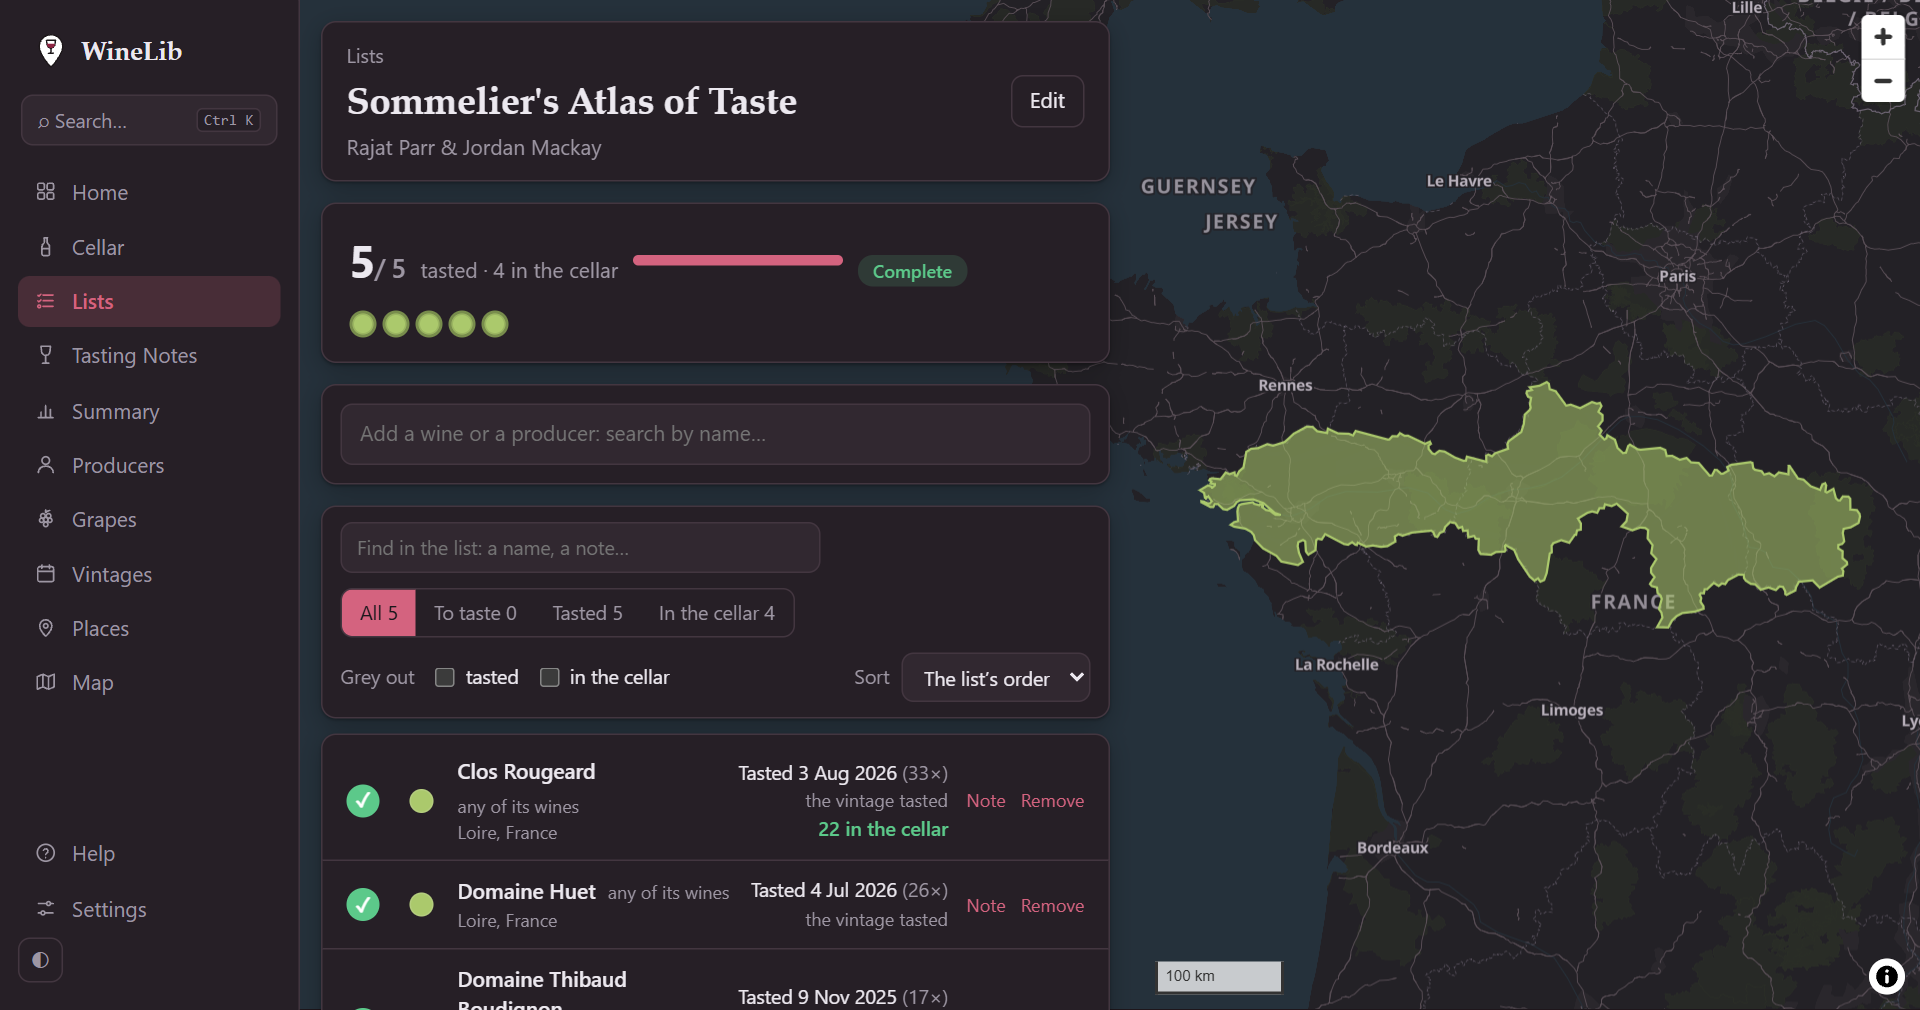 WineLib
Search... Ctrl K
Home
Cellar
Lists
Tasting Notes
Summary
Producers
Grapes
Vintages
Places
Map
Help
Settings
Lists
Sommelier's Atlas of Taste
Rajat Parr & Jordan Mackay
Edit
5/ 5 tasted · 4 in the cellar
Complete
Add a wine or a producer: search by name...
Find in the list: a name, a note...
All 5 To taste 0 Tasted 5 In the cellar 4
Grey out tasted in the cellar Sort The list's order
Clos Rougeard
any of its wines
Loire, France
Tasted 3 Aug 2026 (33×)
the vintage tasted
22 in the cellar
Note Remove
Domaine Huet any of its wines
Loire, France
Tasted 4 Jul 2026 (26×)
the vintage tasted
Note Remove
Domaine Thibaud
Boudignon
Tasted 9 Nov 2025 (17×)
Lille
GUERNSEY
JERSEY
Le Havre
Paris
Rennes
FRANCE
La Rochelle
Limoges
Ly
Bordeaux
100 km